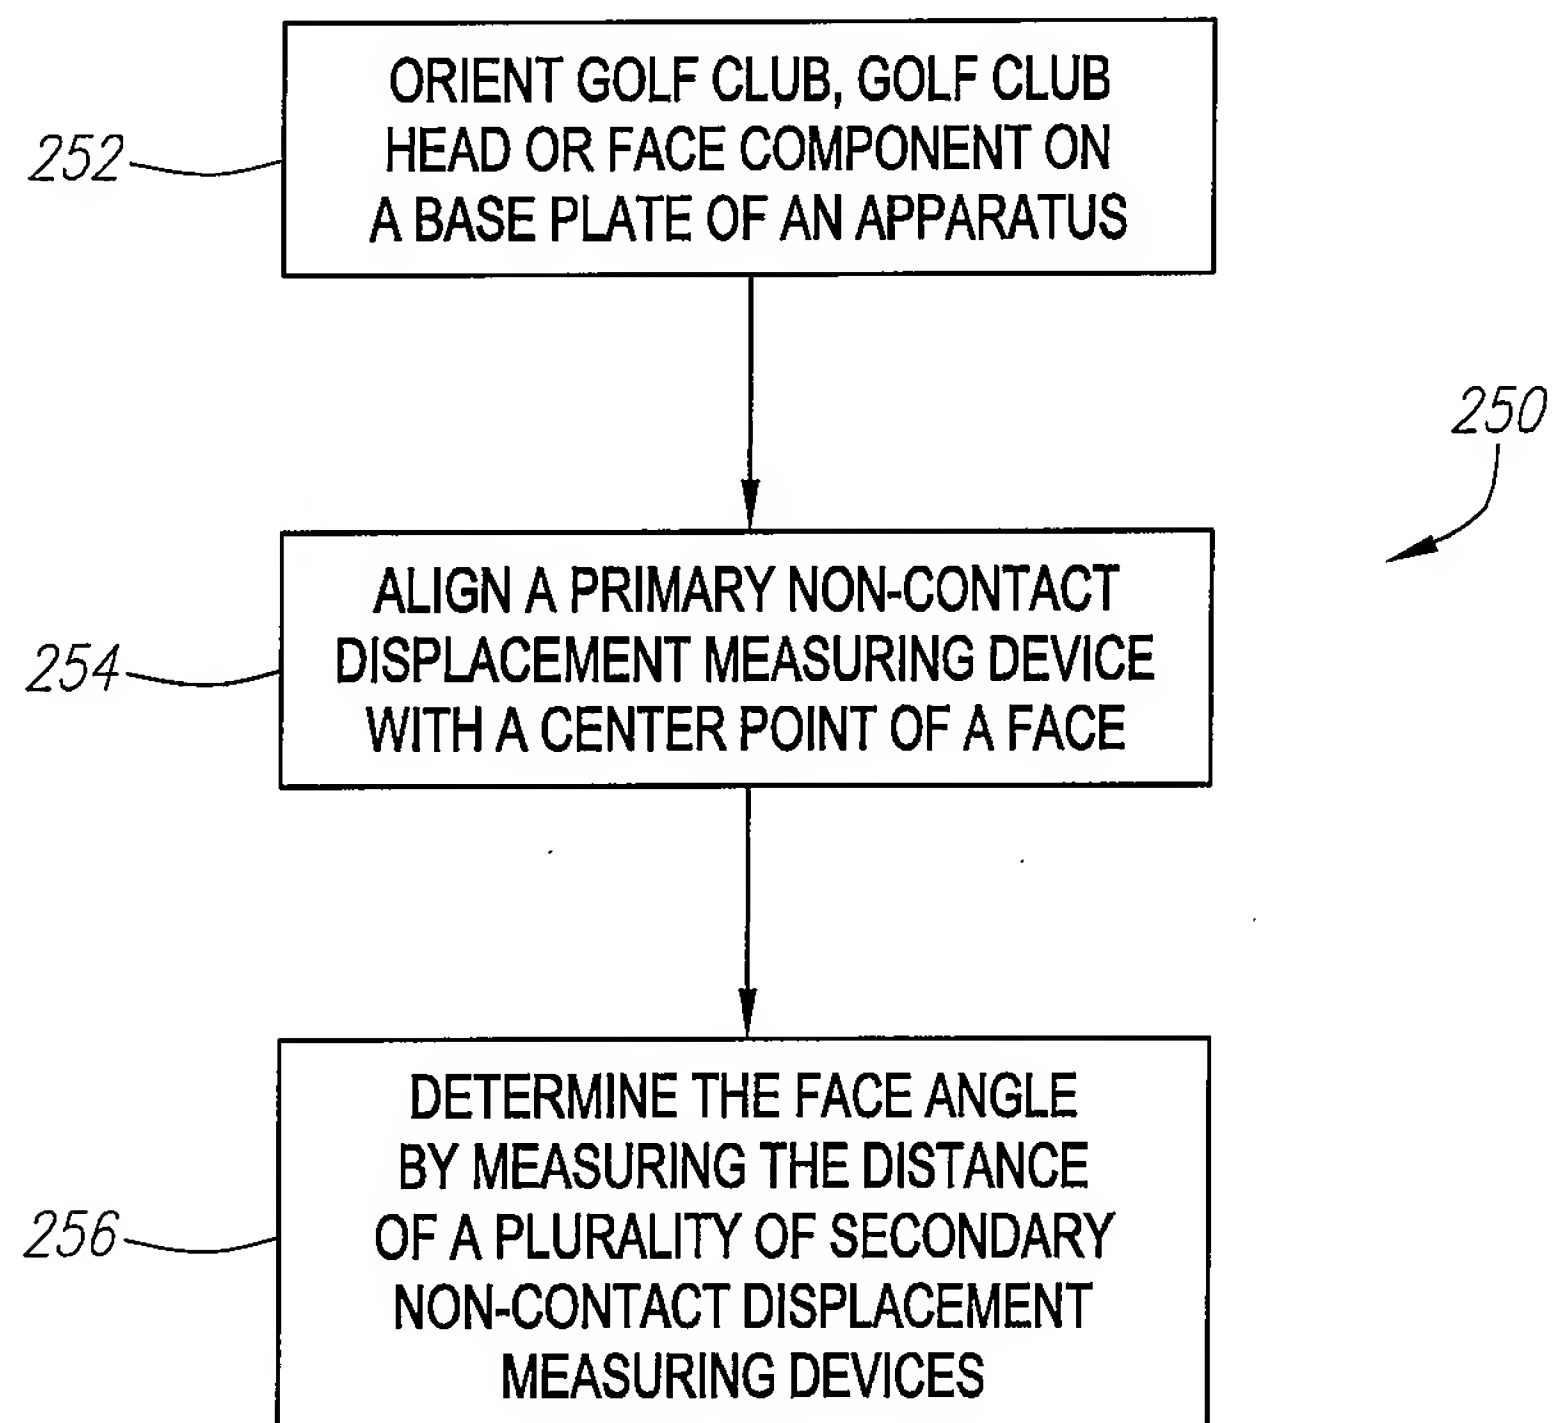 ORIENT GOLF CLUB, GOLF CLUB
HEAD OR FACE COMPONENT ON
A BASE PLATE OF AN APPARATUS
252
250
ALIGN A PRIMARY NON-CONTACT
DISPLACEMENT MEASURING DEVICE
WITH A CENTER POINT OF A FACE
254
DETERMINE THE FACE ANGLE
BY MEASURING THE DISTANCE
OF A PLURALITY OF SECONDARY
NON-CONTACT DISPLACEMENT
MEASURING DEVICES
256